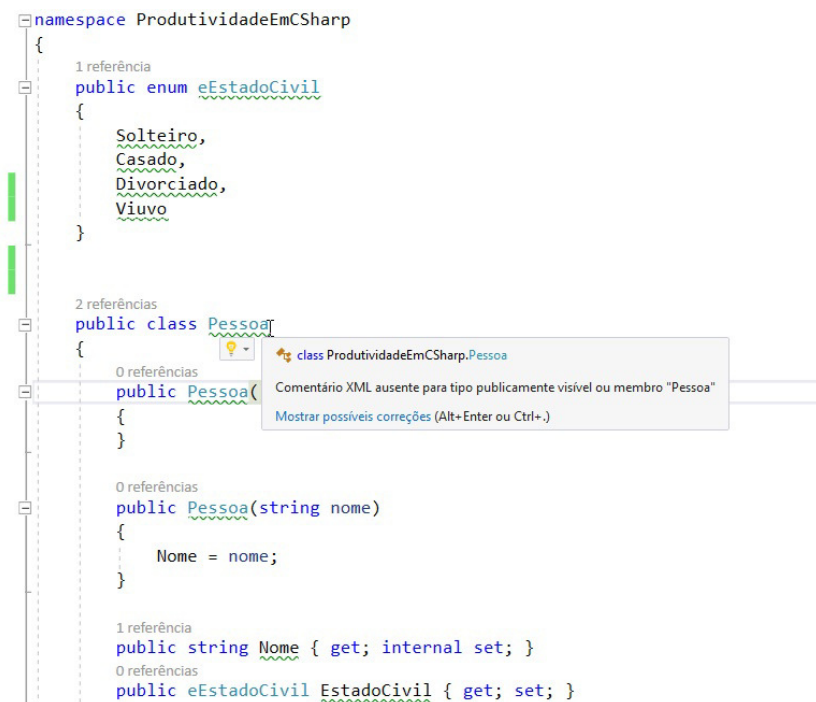 namespace ProdutividadeEmCSharp
{
1 referência
public enum eEstadoCivil
{
Solteiro,
Casado,
Divorciado,
Viuvo
}
2 referências
public class Pessoa
{
class ProdutividadeEmCSharp.Pessoa
0 referências
public Pessoa(
Comentário XML ausente para tipo publicamente visível ou membro "Pessoa"
{
Mostrar possíveis correções (Alt+Enter ou Ctrl+.)
}
0 referências
public Pessoa(string nome)
{
Nome = nome;
}
1 referência
public string Nome { get; internal set; }
0 referências
public eEstadoCivil EstadoCivil { get; set; }